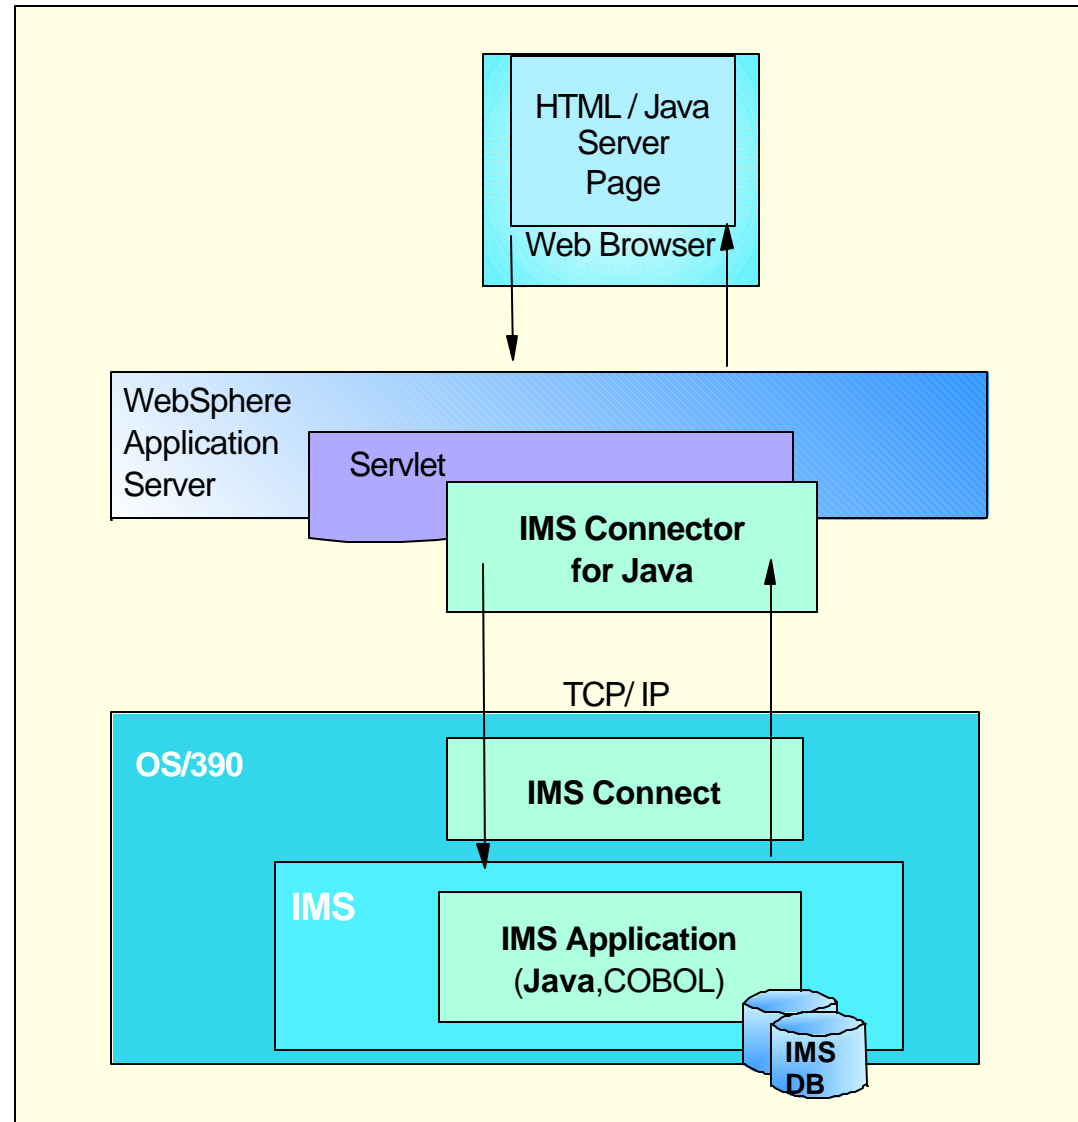 HTML / Java
Server
Page
Web Browser
WebSphere
Application
Server
Servlet
IMS Connector
for Java
TCP/ IP
OS/390
IMS Connect
IMS
IMS Application
(Java,COBOL)
IMS
DB